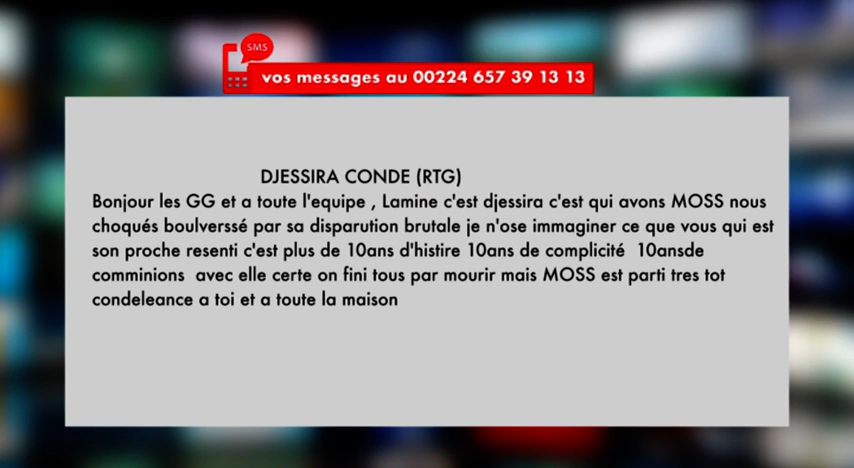 SMS
vos messages au 00224 657 39 13 13
DJESSIRA CONDE (RTG)
Bonjour les GG et a toute l'equipe , Lamine c'est djessira c'est qui avons MOSS nous
choqués boulverssé par sa disparution brutale je n'ose immaginer ce que vous qui est
son proche resenti c'est plus de 10ans d'histire 10ans de complicité 10ansde
comminions avec elle certe on fini tous par mourir mais MOSS est parti tres tot
condeleance a toi et a toute la maison